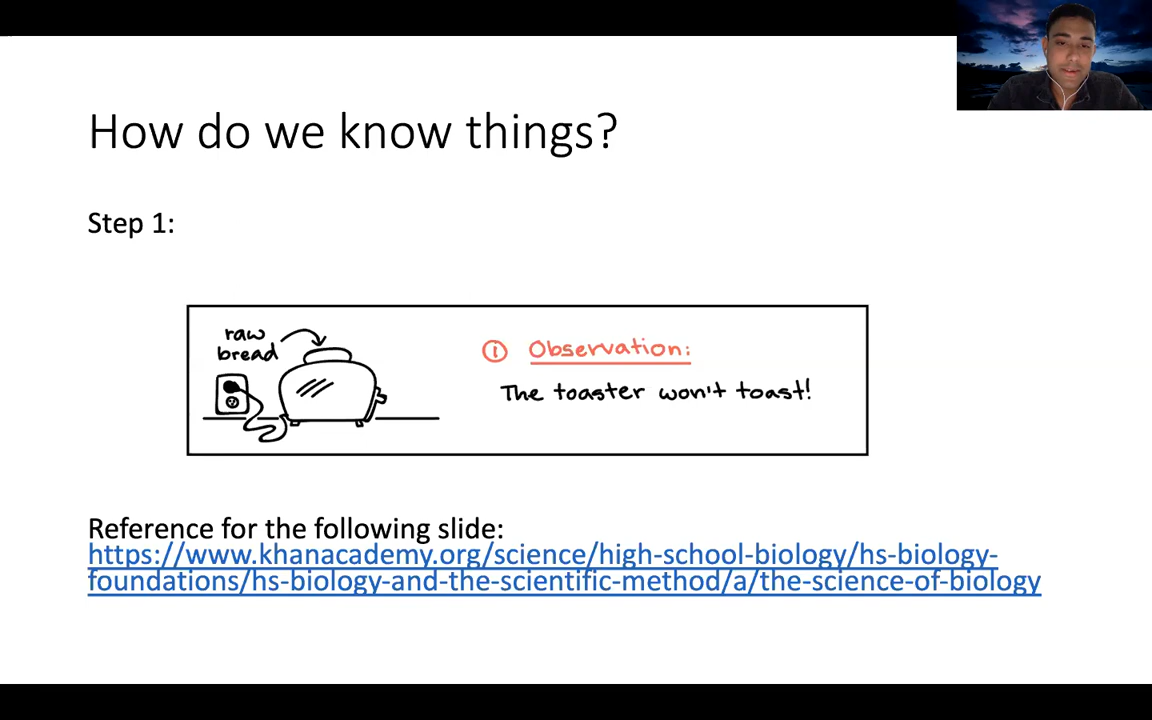 How do we know things?
Step 1:
raw
bread
① Observation:
The toaster won't toast!
Reference for the following slide:
https://www.khanacademy.org/science/high-school-biology/hs-biology-
foundations/hs-biology-and-the-scientific-method/a/the-science-of-biology